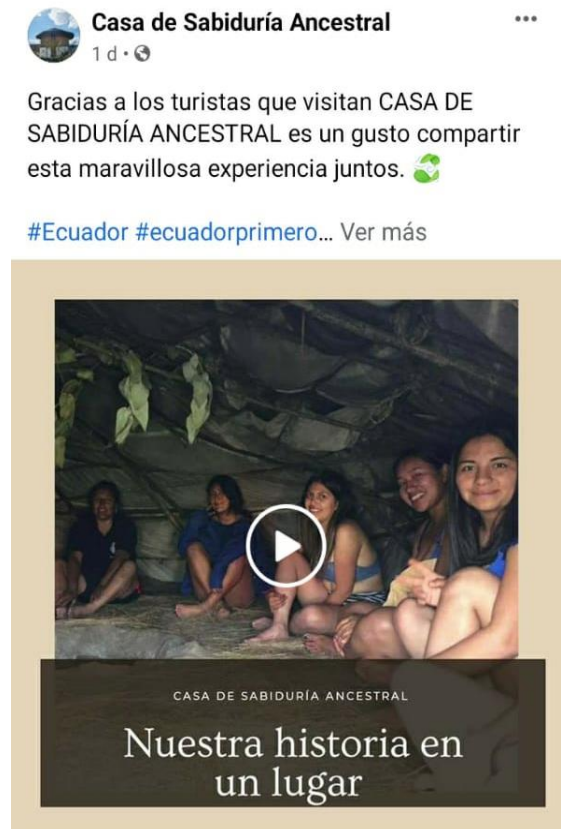 Casa de Sabiduría Ancestral
1 d
Gracias a los turistas que visitan CASA DE
SABIDURÍA ANCESTRAL es un gusto compartir
esta maravillosa experiencia juntos.
#Ecuador #ecuadorprimero... Ver más
CASA DE SABIDURÍA ANCESTRAL
Nuestra historia en
un lugar